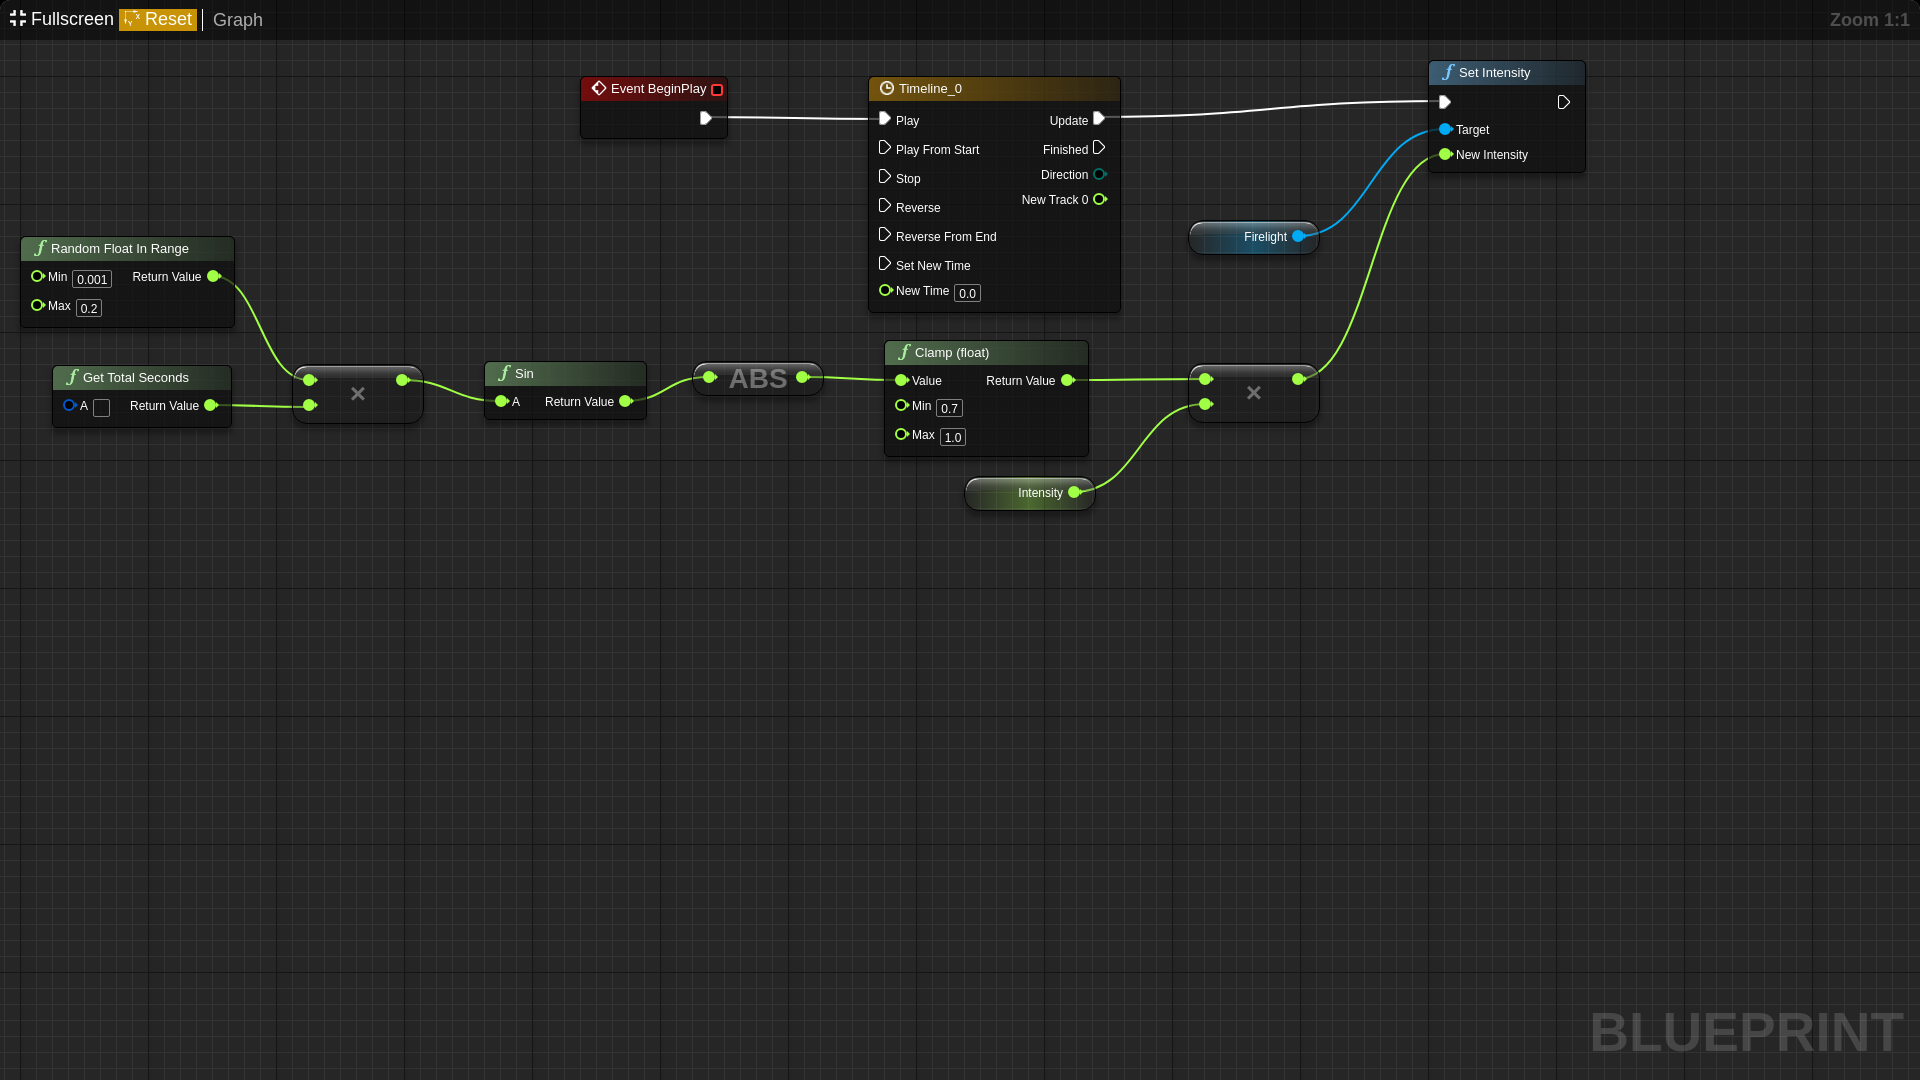 Fullscreen Reset Graph Zoom 1:1
Event BeginPlay
Timeline_0
Play
Play From Start
Stop
Reverse
Reverse From End
Set New Time
New Time 0.0
Update
Finished
Direction
New Track 0
Set Intensity
Target
New Intensity
Firelight
Random Float In Range
Min 0.001 Return Value
Max 0.2
Get Total Seconds
A Return Value
×
Sin
A Return Value
ABS
Clamp (float)
Value Return Value
Min 0.7
Max 1.0
×
Intensity
BLUEPRINT